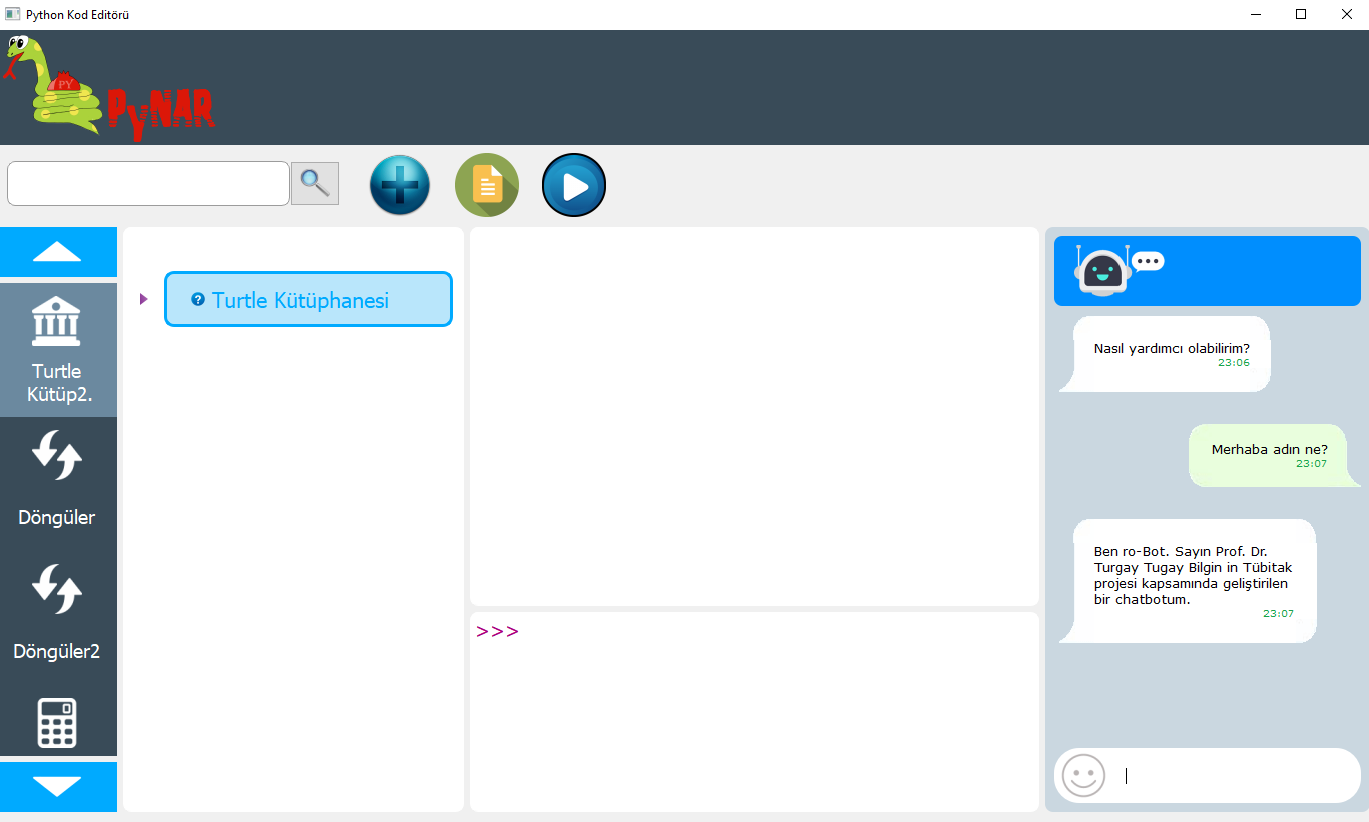 Python Kod Editörü
PY
PyNAR
Turtle
Kütüp2.
Döngüler
Döngüler2
Turtle Kütüphanesi
>>>
Nasıl yardımcı olabilirim?
23:06
Merhaba adın ne?
23:07
Ben ro-Bot. Sayın Prof. Dr.
Turgay Tugay Bilgin in Tübitak
projesi kapsamında geliştirilen
bir chatbotum.
23:07